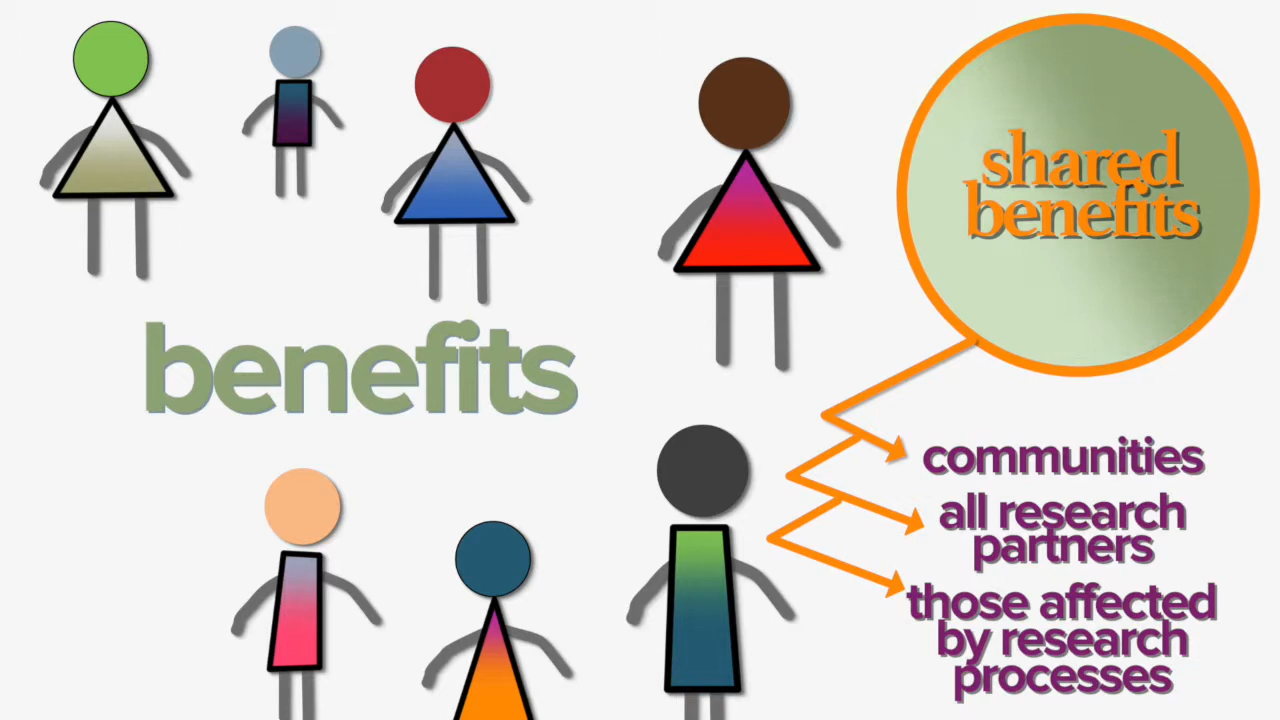 shared
benefits
benefits
communities
all research
partners
those affected
by research
processes